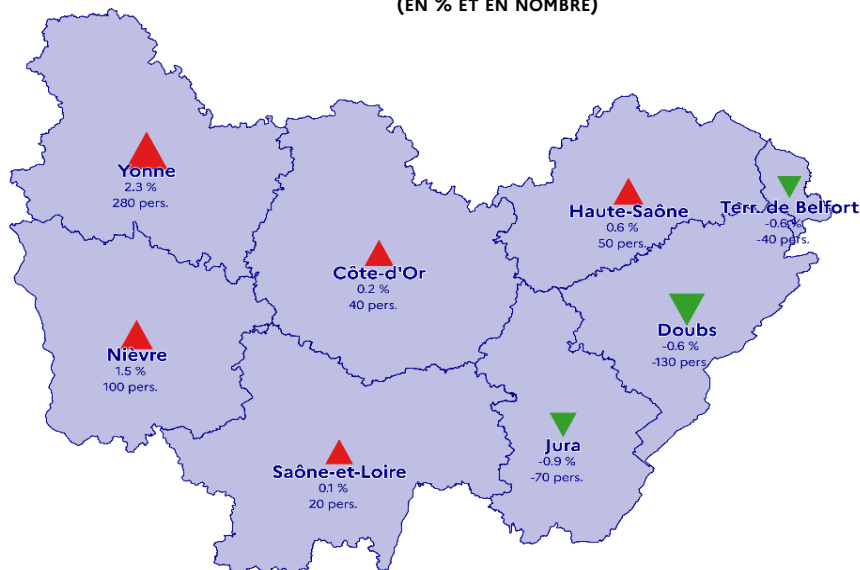 (EN % ET EN NOMBRE)
Yonne
2.3 %
280 pers.
Haute-Saône
0.6 %
50 pers.
Terr. de Belfort
-0.6 %
-40 pers.
Côte-d'Or
0.2 %
40 pers.
Doubs
-0.6 %
-130 pers
Nièvre
1.5 %
100 pers.
Jura
-0.9 %
-70 pers.
Saône-et-Loire
0.1 %
20 pers.